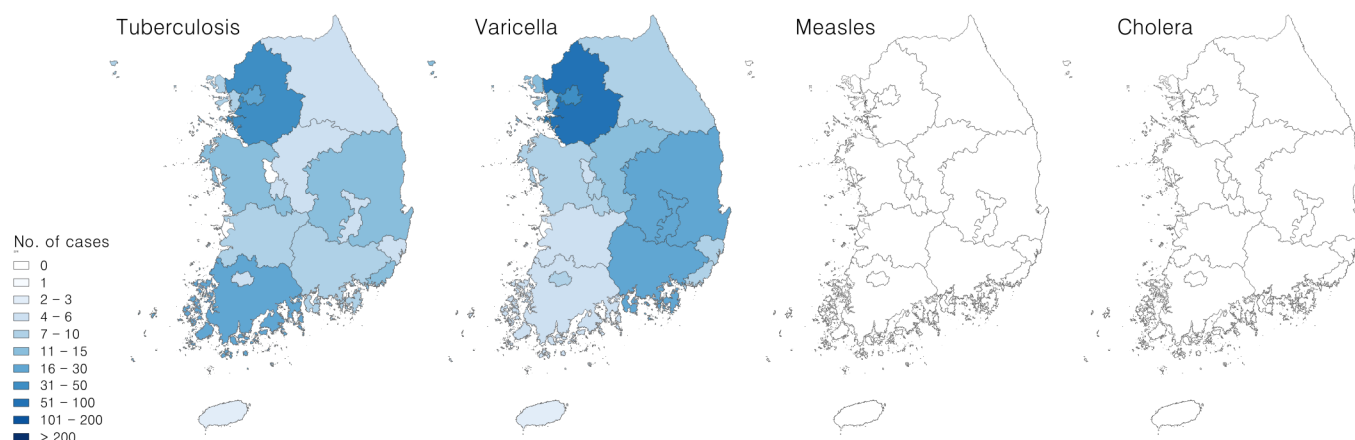 Tuberculosis
Varicella
Measles
Cholera
No. of cases
0
1
2 – 3
4 – 6
7 – 10
11 – 15
16 – 30
31 – 50
51 – 100
101 – 200
> 200